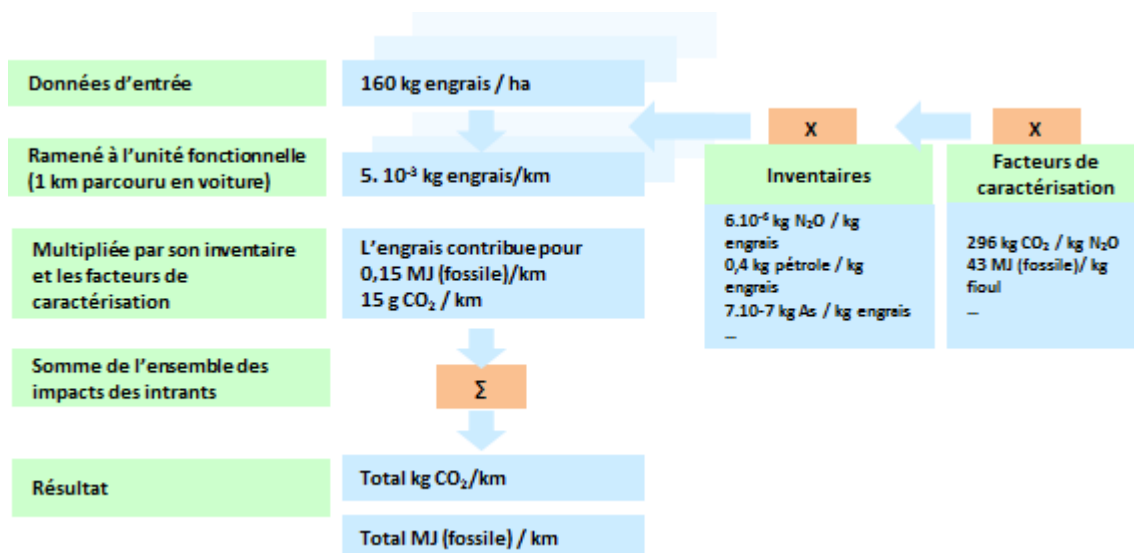 Données d'entrée
160 kg engrais / ha
Ramené à l'unité fonctionnelle
(1 km parcouru en voiture)
5. 10⁻³ kg engrais/km
X
X
Inventaires
Facteurs de
caractérisation
6.10⁻⁶ kg N₂O / kg
engrais
0,4 kg pétrole / kg
engrais
7.10-7 kg As / kg engrais
...
296 kg CO₂ / kg N₂O
43 MJ (fossile)/ kg
fioul
...
Multipliée par son inventaire
et les facteurs de
caractérisation
L'engrais contribue pour
0,15 MJ (fossile)/km
15 g CO₂ / km
Somme de l'ensemble des
impacts des intrants
Σ
Résultat
Total kg CO₂/km
Total MJ (fossile) / km